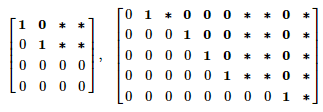 1 0 * * 0 1 * 0 0 0 * * 0 *
0 1 * * 0 0 0 1 0 0 * * 0 *
0 0 0 0 , 0 0 0 0 1 0 * * 0 *
0 0 0 0 0 0 0 0 0 1 * * 0 *
0 0 0 0 0 0 0 0 1 *